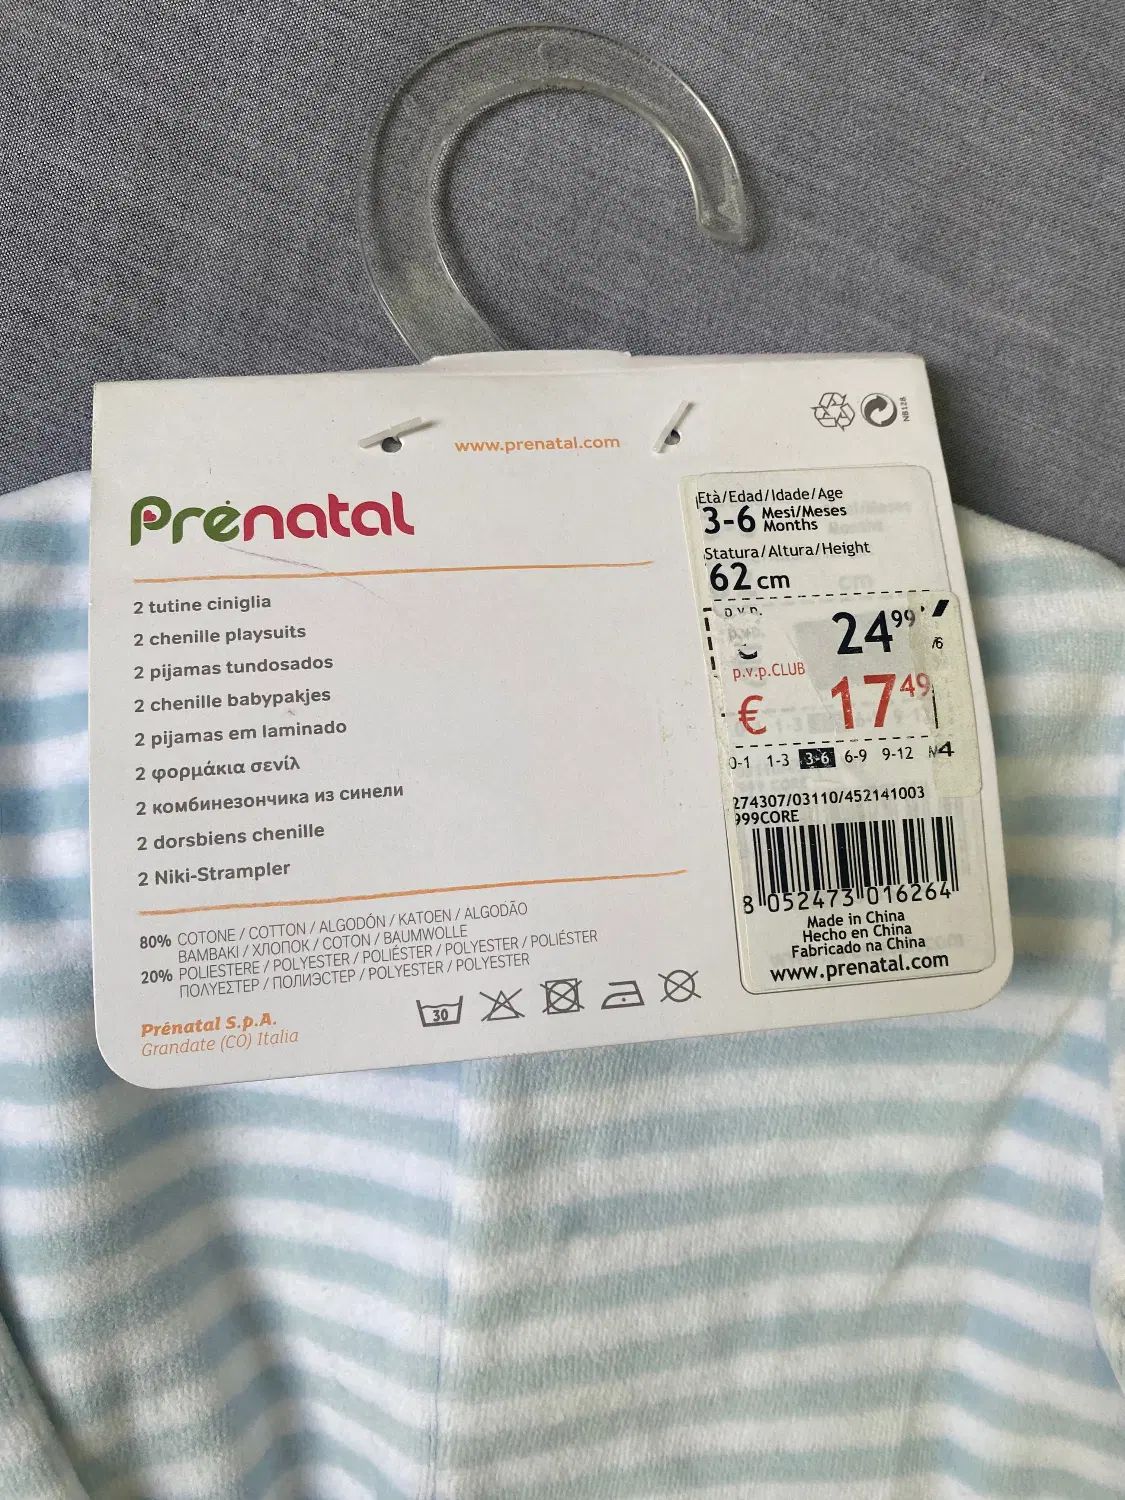 www.prenatal.com
NB128
Prénatal
2 tutine ciniglia
2 chenille playsuits
2 pijamas tundosados
2 chenille babypakjes
2 pijamas em laminado
2 φορμάκια σενίλ
2 комбинезончика из синели
2 dorsbiens chenille
2 Niki-Strampler
80% COTONE / COTTON / ALGODÓN / KATOEN / ALGODÃO
ΒΑΜΒΑΚΙ / ХЛОПОК / COTON / BAUMWOLLE
20% POLIESTERE / POLYESTER / POLIÉSTER / POLYESTER / POLIÉSTER
ΠΟΛΥΕΣΤΕΡ / ПОЛИЭСТЕР / POLYESTER / POLYESTER
30
Prénatal S.p.A.
Grandate (CO) Italia
Età/Edad/Idade/Age
3-6 Mesi/Meses
Months
Statura/Altura/Height
62 cm
p.v.p.
24⁹⁹
/6
p.v.p.CLUB
€ 17⁴⁹
0-1 1-3 3-6 6-9 9-12
274307/03110/452141003
999CORE
8 052473 016264
Made in China
Hecho en China
Fabricado na China
www.prenatal.com